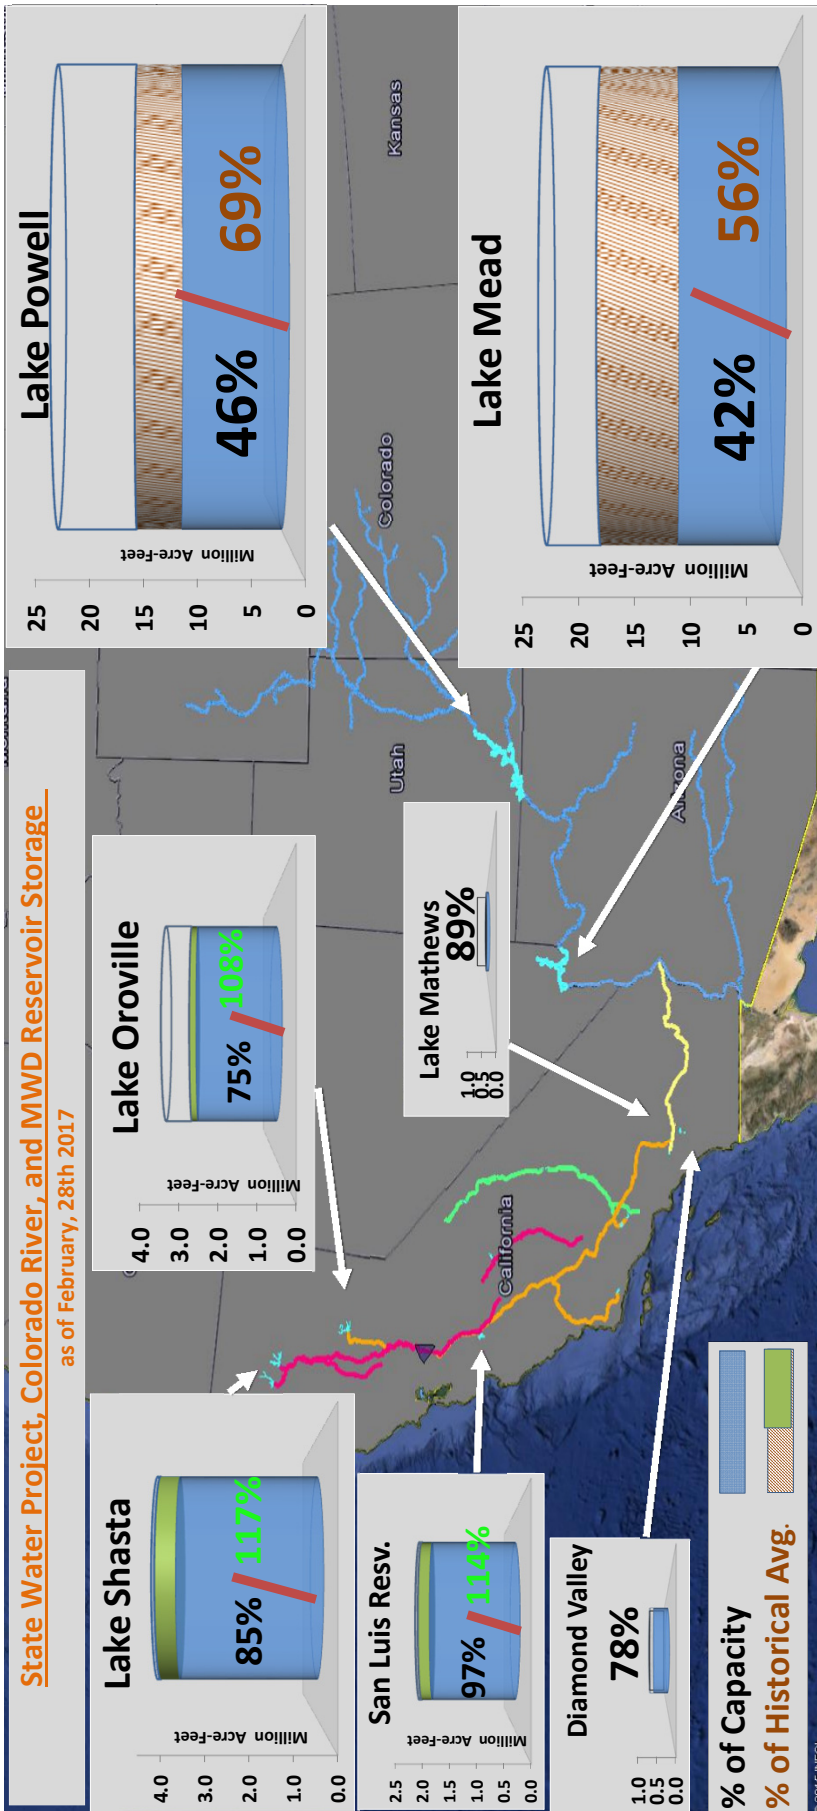 State Water Project, Colorado River, and MWD Reservoir Storage
as of February, 28th 2017
Lake Shasta
4.0
3.0
2.0
1.0
0.0
Million Acre-Feet
85%
117%
Lake Oroville
4.0
3.0
2.0
1.0
0.0
Million Acre-Feet
75%
108%
Lake Powell
25
20
15
10
5
0
Million Acre-Feet
46%
69%
San Luis Resv.
2.5
2.0
1.5
1.0
0.5
0.0
Million Acre-Feet
97%
114%
Lake Mathews
1.0
0.5
0.0
89%
Lake Mead
25
20
15
10
5
0
Million Acre-Feet
42%
56%
Diamond Valley
1.0
0.5
0.0
78%
California
Utah
Arizona
Colorado
Kansas
% of Capacity
% of Historical Avg.